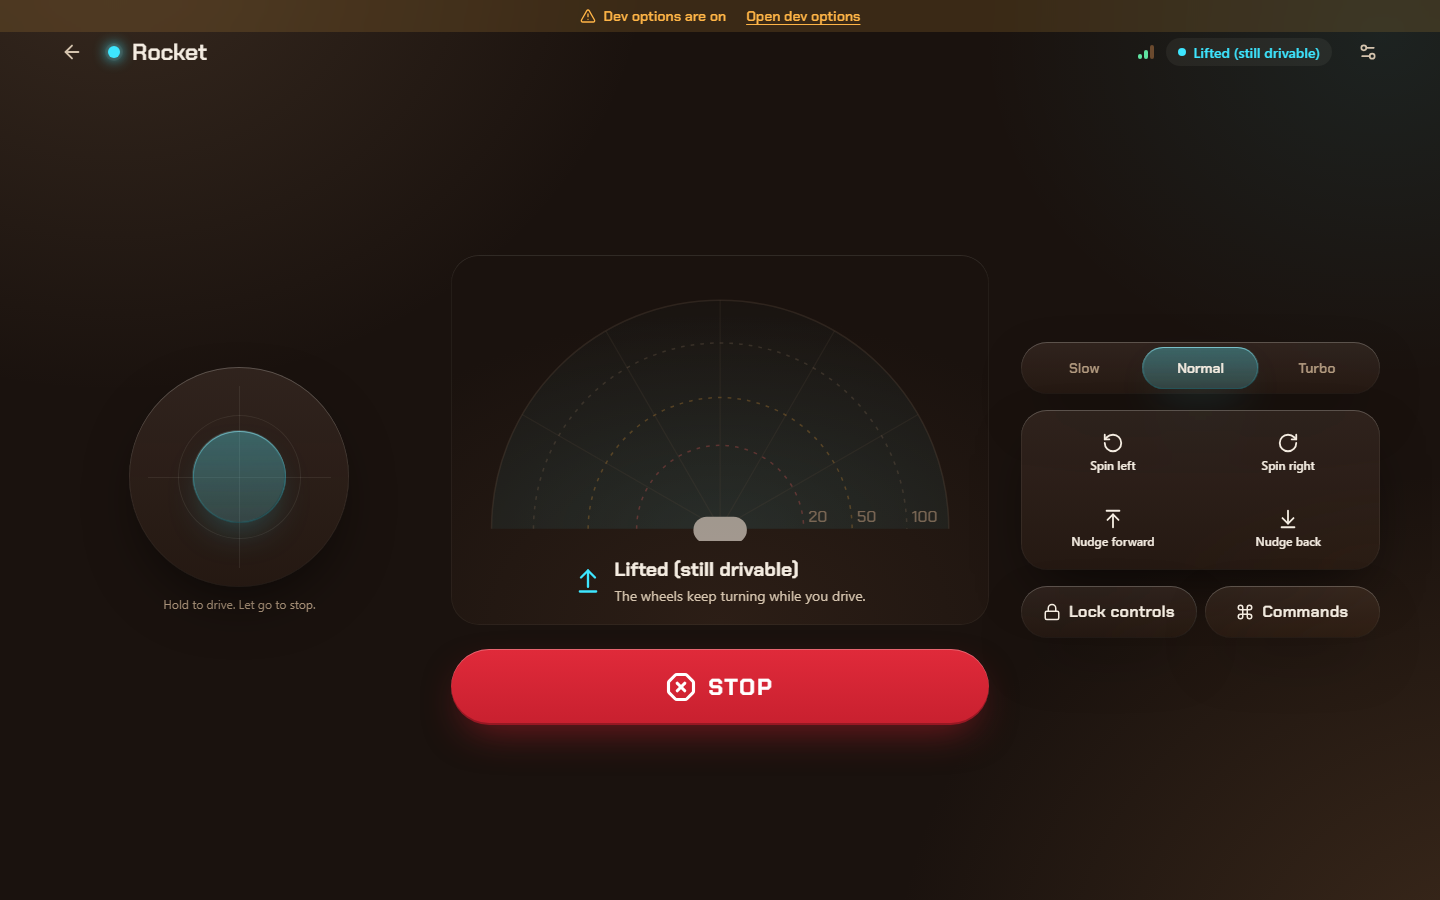 Dev options are on Open dev options
Rocket
Lifted (still drivable)
Slow Normal Turbo
Spin left Spin right
20 50 100
Nudge forward Nudge back
Lifted (still drivable)
The wheels keep turning while you drive.
Hold to drive. Let go to stop.
Lock controls Commands
STOP